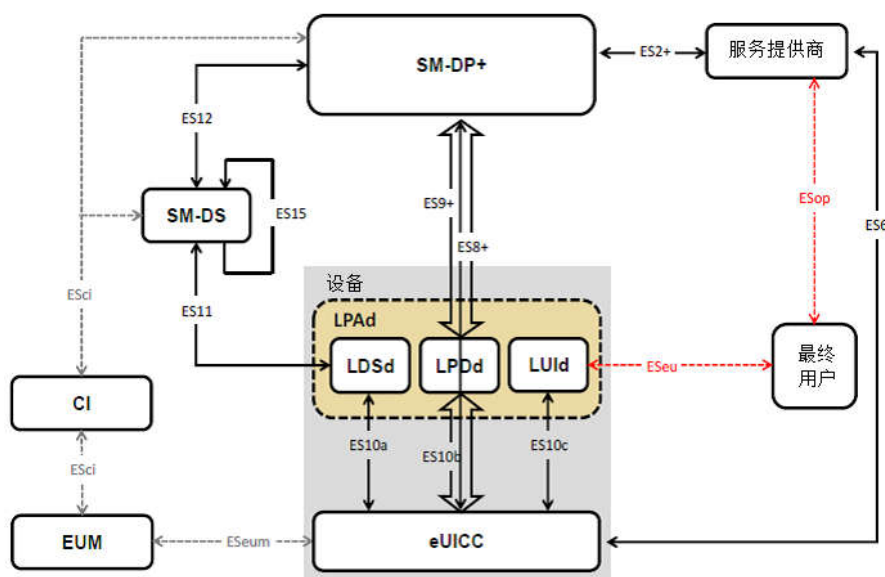 SM-DP+
ES2+
服务提供商
ES12
SM-DS
ES15
ES9+
ES8+
ESop
ES6
ESci
ES11
设备
LPAd
LDSd
LPDd
LUId
ESeu
最终
用户
CI
ES10a
ES10b
ES10c
ESci
EUM
ESeum
eUICC